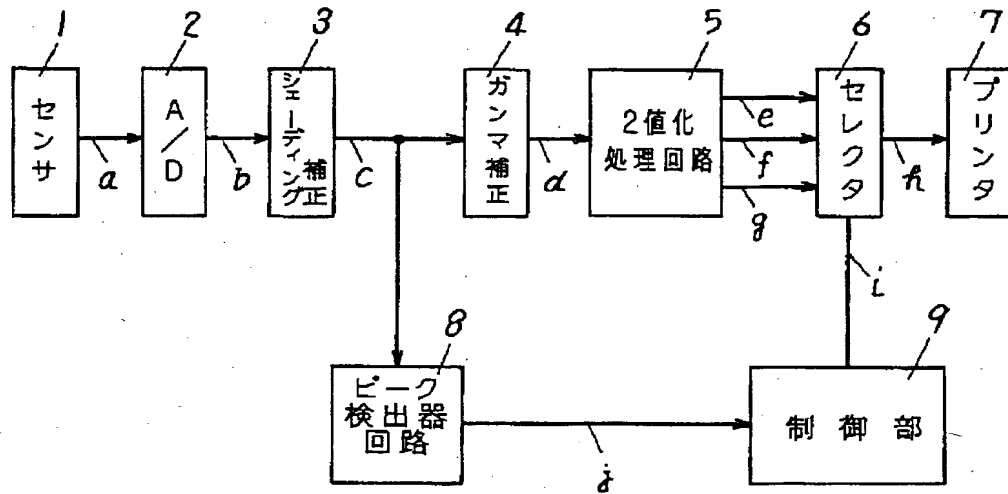 1
2
3
4
5
6
7
センサ
A/D
シェーディング
補正
ガンマ補正
2値化
処理回路
セレクタ
プリンタ
a
b
c
d
e
f
g
h
i
8
9
ピーク
検出器
回路
制御部
j